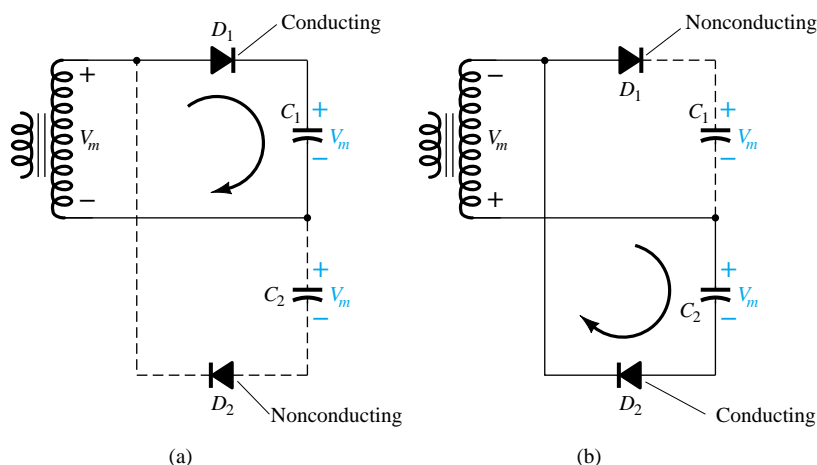 Conducting
D1
+
C1
+
Vm
Vm
−
−
C2
+
Vm
−
D2
Nonconducting
(a)
Nonconducting
D1
−
C1
+
Vm
Vm
−
+
+
Vm
C2
−
D2
Conducting
(b)